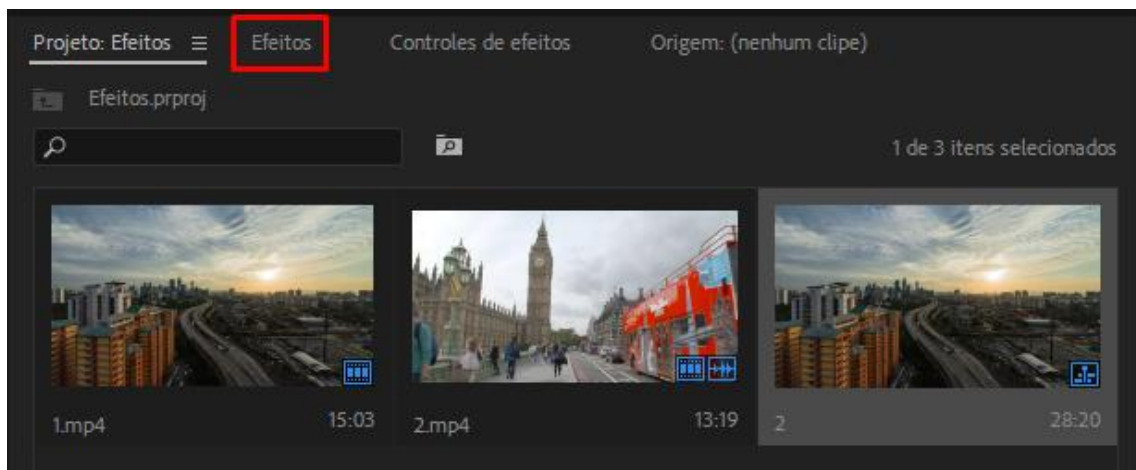 Projeto: Efeitos Efeitos Controles de efeitos Origem: (nenhum clipe)
Efeitos.prproj
1 de 3 itens selecionados
1.mp4 15:03 2.mp4 13:19 2 28:20